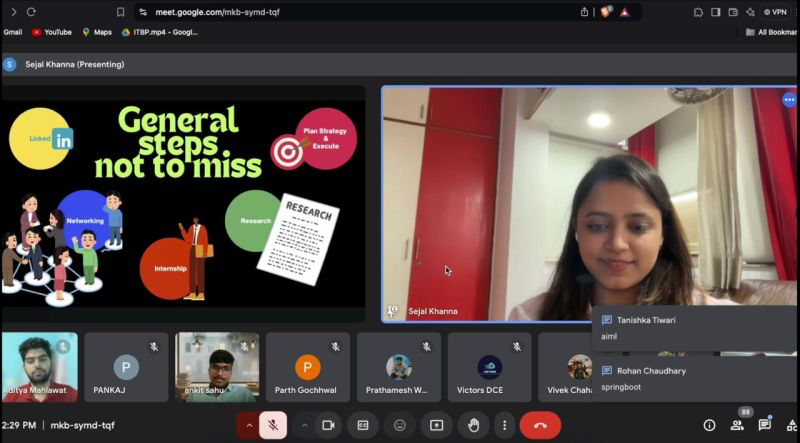 meet.google.com/mkb-symd-tqf
VPN
Gmail
YouTube
Maps
ITBP.mp4 - Googl...
All Bookmar
S
Sejal Khanna (Presenting)
General
steps
not to miss
Linked in
Plan Strategy
&
Execute
Networking
Research
RESEARCH
Internship
Sejal Khanna
Tanishka Tiwari
aiml
Rohan Chaudhary
springboot
Aditya Mahlawat
P
PANKAJ
ankit sahu
P
Parth Gochhwal
Prathamesh W...
Victors DCE
Vivek Chaha
88
2:29 PM | mkb-symd-tqf